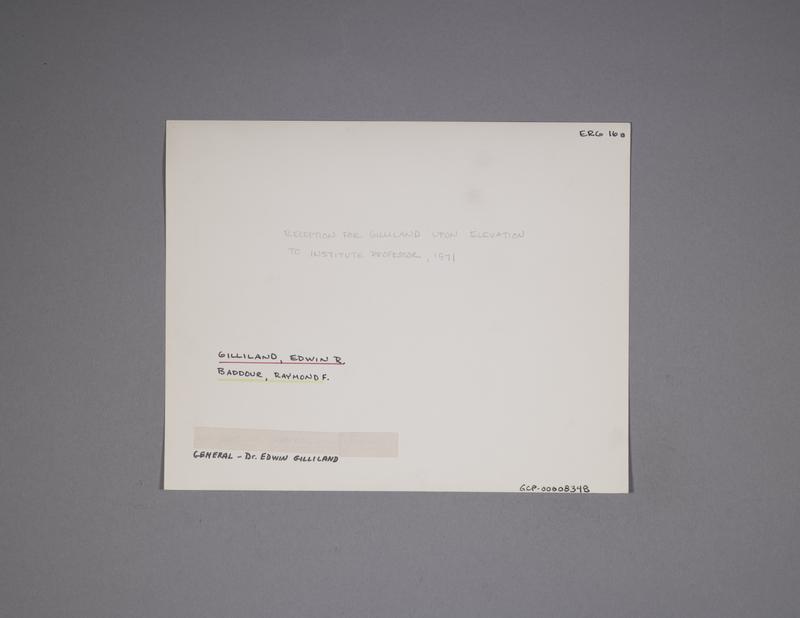 ERG 16a
RECEPTION FOR GILLILAND UPON ELEVATION
TO INSTITUTE PROFESSOR, 1971
GILLILAND, EDWIN R.
BADDOUR, RAYMOND F.
GENERAL - Dr. EDWIN GILLILAND
GCP-00008348